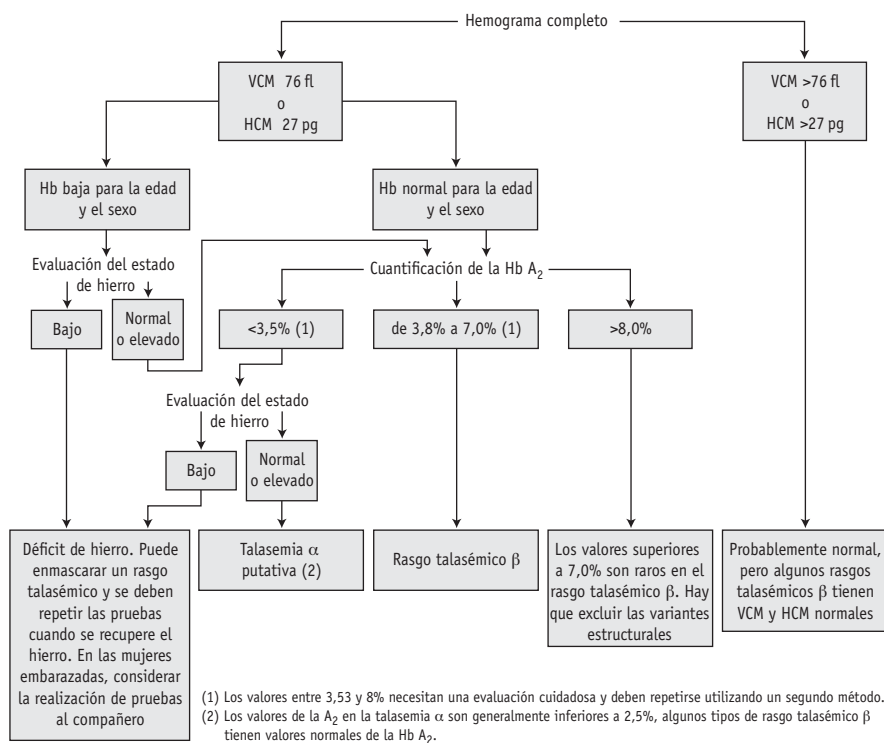 Hemograma completo
VCM 76 fl
o
HCM 27 pg
VCM >76 fl
o
HCM >27 pg
Hb baja para la edad
y el sexo
Hb normal para la edad
y el sexo
Evaluación del estado
de hierro
Cuantificación de la Hb A₂
Bajo
Normal
o elevado
<3,5% (1)
de 3,8% a 7,0% (1)
>8,0%
Evaluación del estado
de hierro
Bajo
Normal
o elevado
Déficit de hierro. Puede
enmascarar un rasgo
talasémico y se deben
repetir las pruebas
cuando se recupere el
hierro. En las mujeres
embarazadas, considerar
la realización de pruebas
al compañero
Talasemia α
putativa (2)
Rasgo talasémico β
Los valores superiores
a 7,0% son raros en el
rasgo talasémico β. Hay
que excluir las variantes
estructurales
Probablemente normal,
pero algunos rasgos
talasémicos β tienen
VCM y HCM normales
(1) Los valores entre 3,53 y 8% necesitan una evaluación cuidadosa y deben repetirse utilizando un segundo método.
(2) Los valores de la A₂ en la talasemia α son generalmente inferiores a 2,5%, algunos tipos de rasgo talasémico β
tienen valores normales de la Hb A₂.